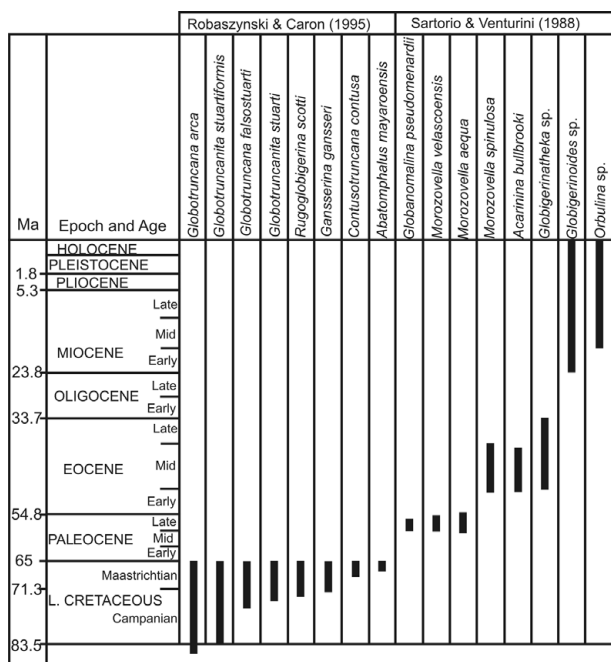 Robaszynski & Caron (1995)
Sartorio & Venturini (1988)
Ma
Epoch and Age
Globotruncana arca
Globotruncanita stuartiformis
Globotruncana falsostuarti
Globotruncanita stuarti
Rugoglobigerina scotti
Gansserina gansseri
Contusotruncana contusa
Abatomphalus mayaroensis
Globanomalina pseudomenardii
Morozovella velascoensis
Morozovella aequa
Morozovella spinulosa
Acarinina bullbrooki
Globigerinatheka sp.
Globigerinoides sp.
Orbulina sp.
HOLOCENE
PLEISTOCENE
1.8
PLIOCENE
5.3
Late
Mid
MIOCENE
Early
23.8
Late
OLIGOCENE
Early
33.7
Late
EOCENE
Mid
Early
54.8
Late
PALEOCENE
Mid
Early
65
Maastrichtian
71.3
L. CRETACEOUS
Campanian
83.5